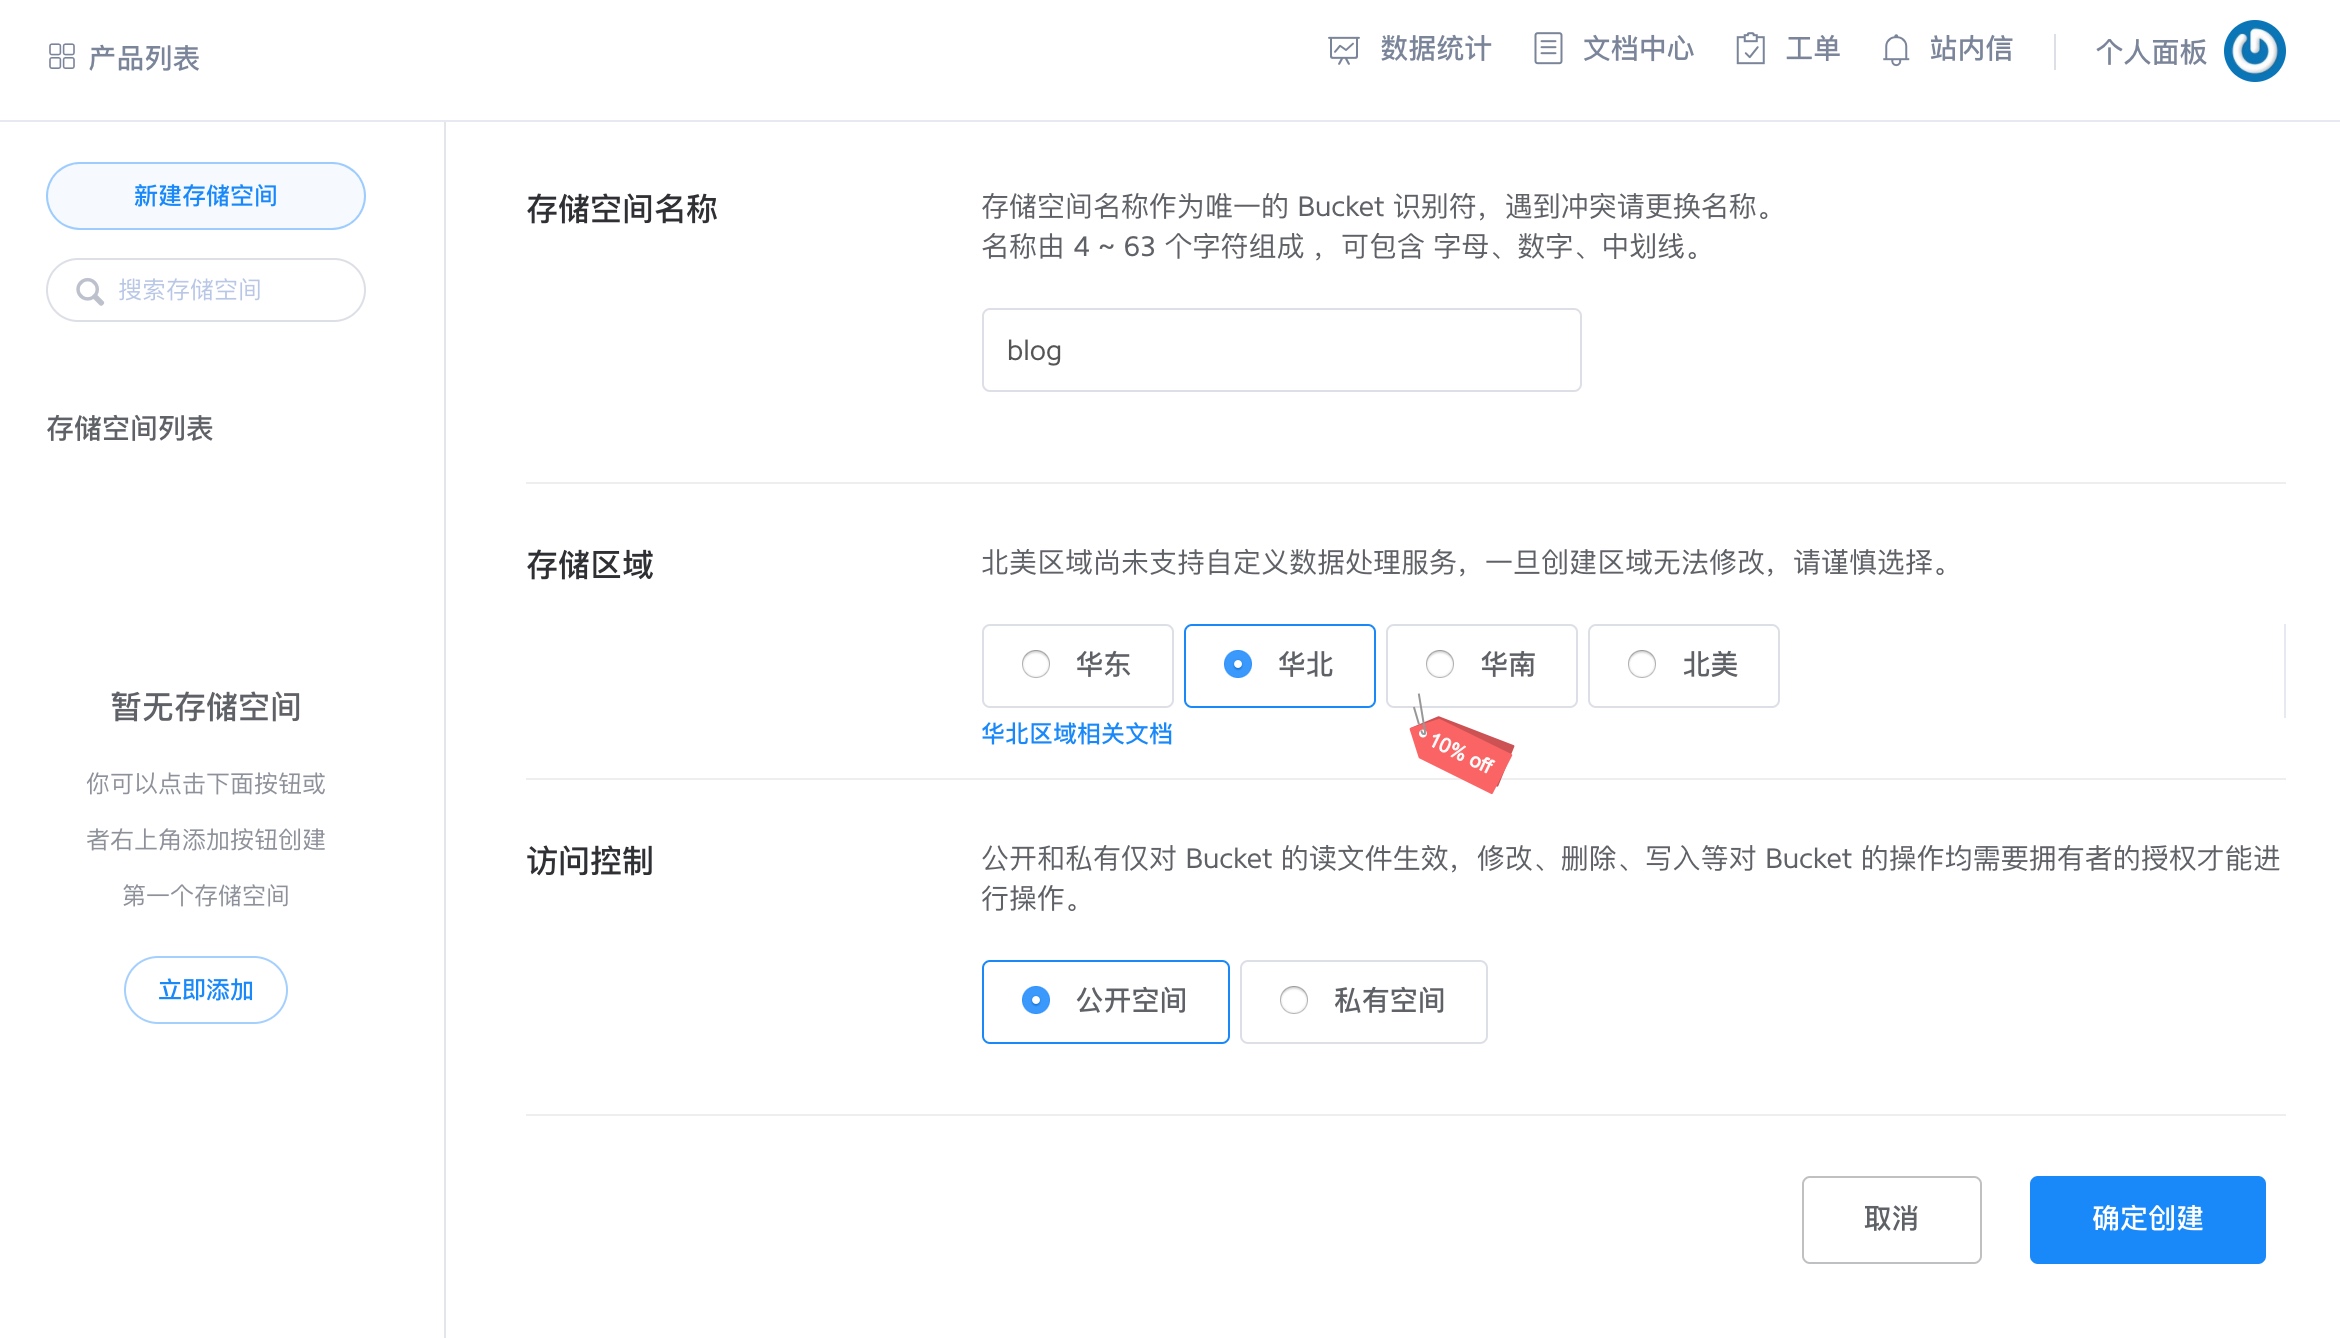 产品列表
数据统计
文档中心
工单
站内信
个人面板
新建存储空间
搜索存储空间
存储空间列表
暂无存储空间
你可以点击下面按钮或
者右上角添加按钮创建
第一个存储空间
立即添加
存储空间名称
存储空间名称作为唯一的 Bucket 识别符，遇到冲突请更换名称。
名称由 4 ~ 63 个字符组成 ，可包含 字母、数字、中划线。
blog
存储区域
北美区域尚未支持自定义数据处理服务，一旦创建区域无法修改，请谨慎选择。
华东
华北
华南
北美
华北区域相关文档
10% off
访问控制
公开和私有仅对 Bucket 的读文件生效，修改、删除、写入等对 Bucket 的操作均需要拥有者的授权才能进
行操作。
公开空间
私有空间
取消
确定创建